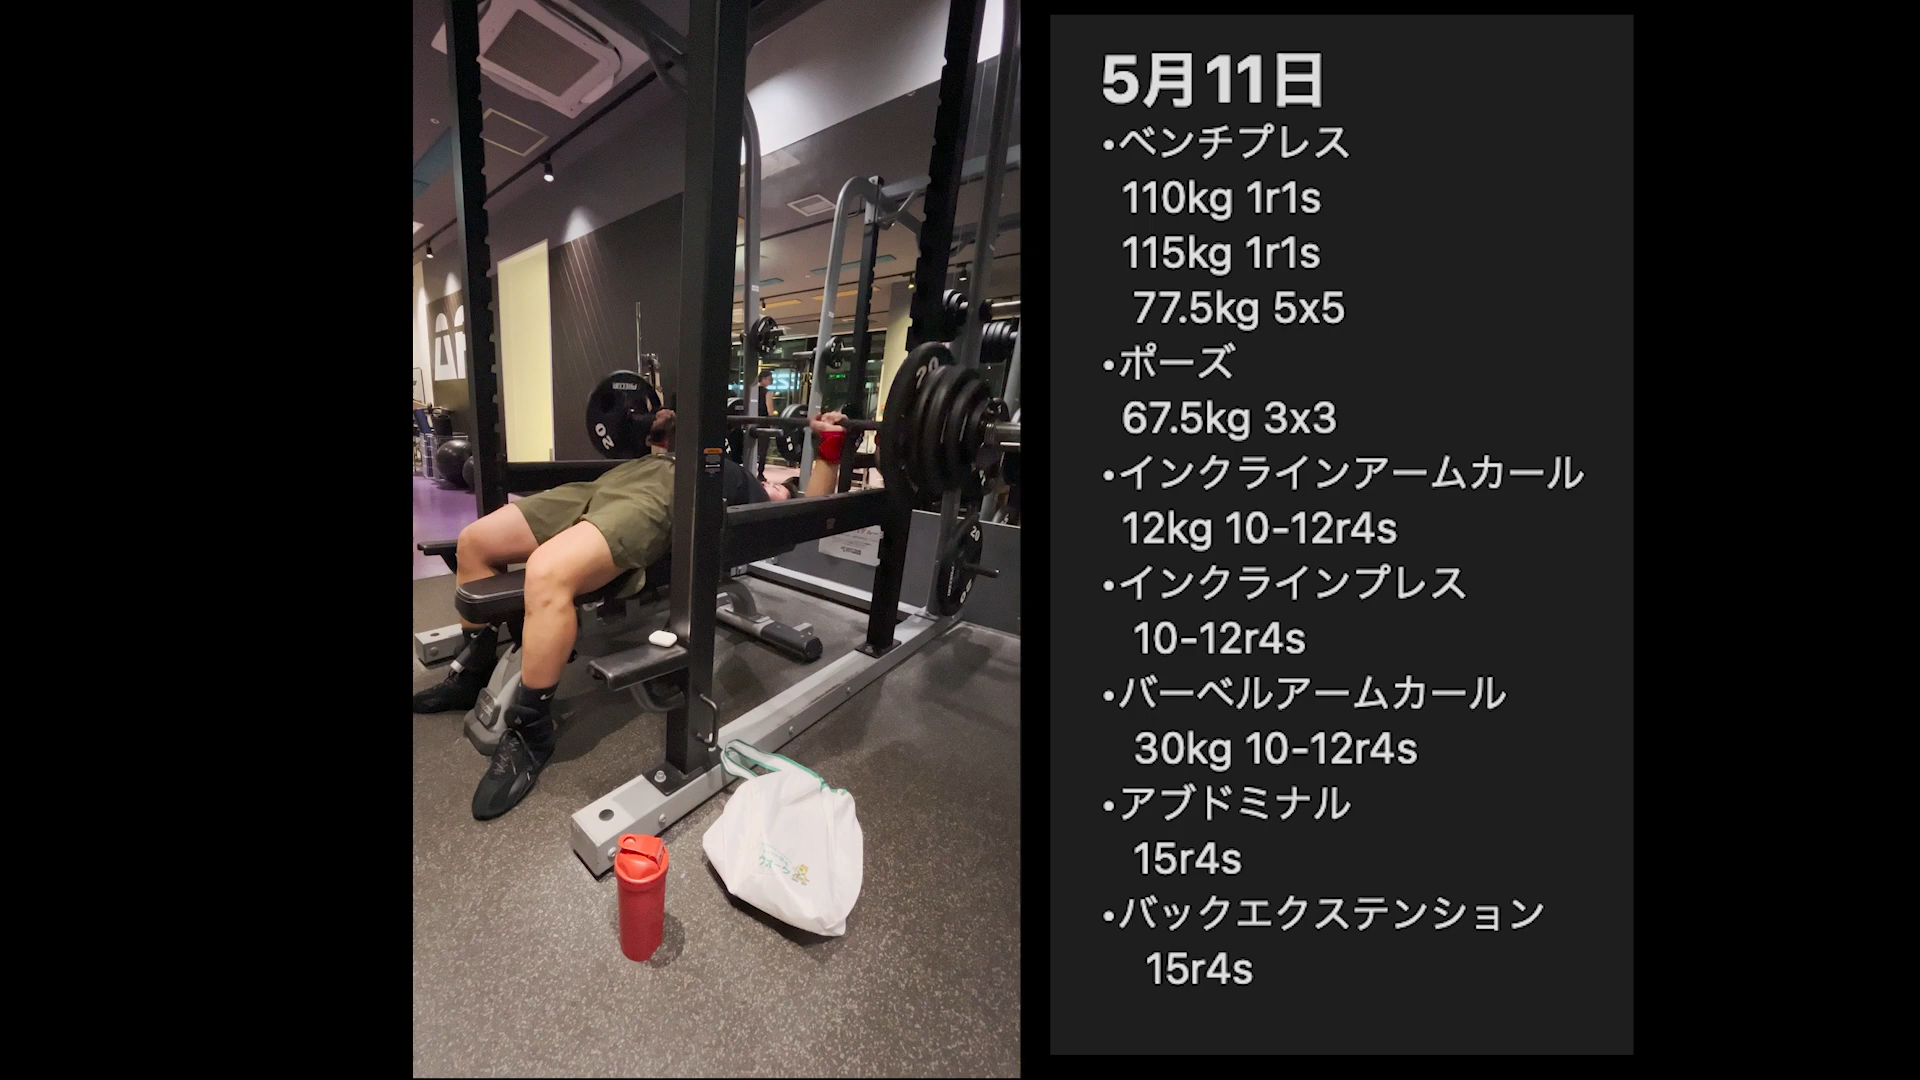 5月11日
•ベンチプレス
110kg 1r1s
115kg 1r1s
77.5kg 5x5
•ポーズ
67.5kg 3x3
•インクラインアームカール
12kg 10-12r4s
•インクラインプレス
10-12r4s
•バーベルアームカール
30kg 10-12r4s
•アブドミナル
15r4s
•バックエクステンション
15r4s
20
20
PRECOR
20